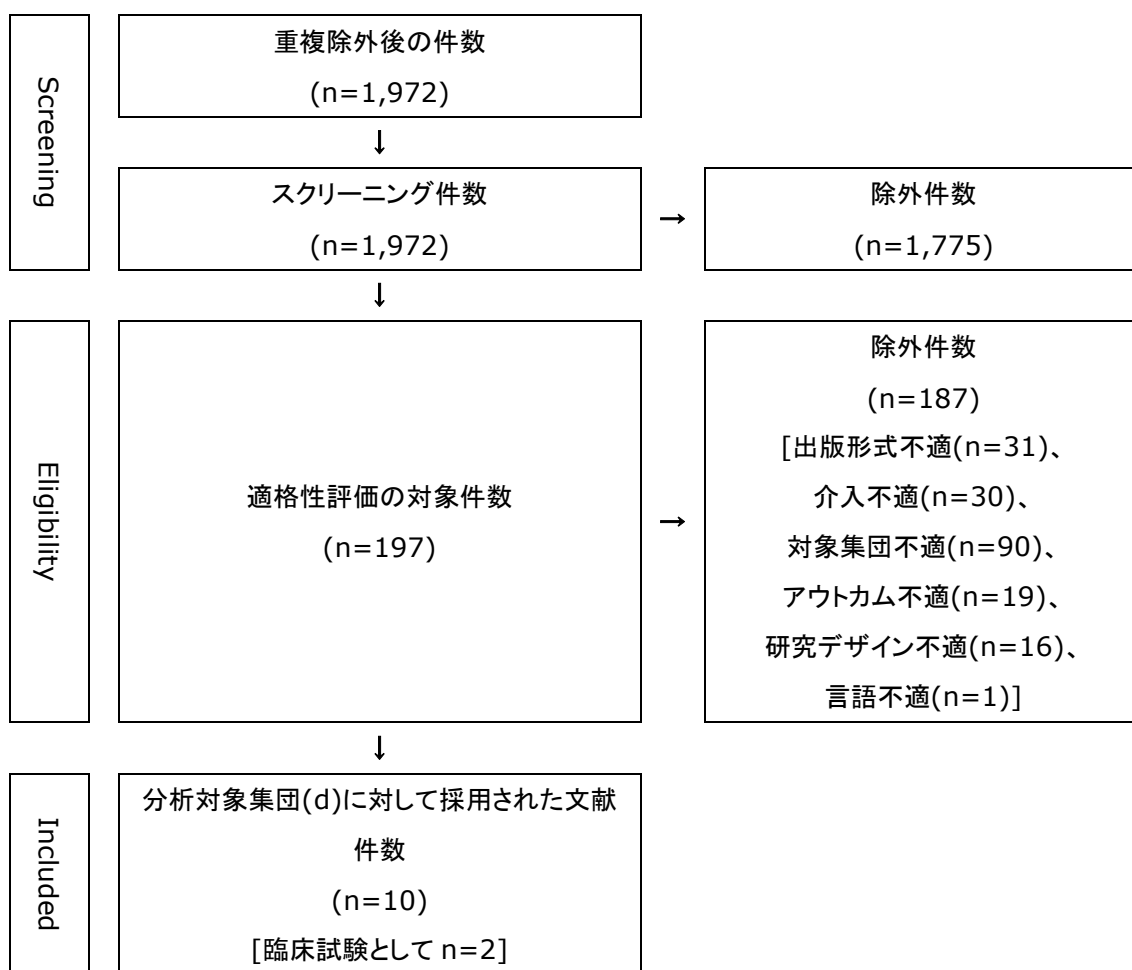 Screening
重複除外後の件数
(n=1,972)
↓
スクリーニング件数
(n=1,972)
→
除外件数
(n=1,775)
↓
Eligibility
適格性評価の対象件数
(n=197)
→
除外件数
(n=187)
[出版形式不適(n=31)、
介入不適(n=30)、
対象集団不適(n=90)、
アウトカム不適(n=19)、
研究デザイン不適(n=16)、
言語不適(n=1)]
↓
Included
分析対象集団(d)に対して採用された文献
件数
(n=10)
[臨床試験として n=2]